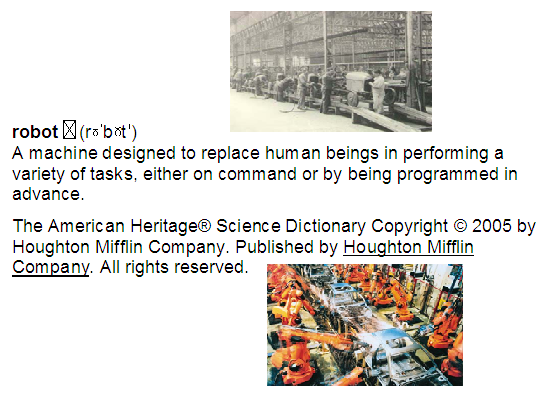 robot (rō'bŏt')
A machine designed to replace human beings in performing a
variety of tasks, either on command or by being programmed in
advance.
The American Heritage® Science Dictionary Copyright © 2005 by
Houghton Mifflin Company. Published by Houghton Mifflin
Company. All rights reserved.